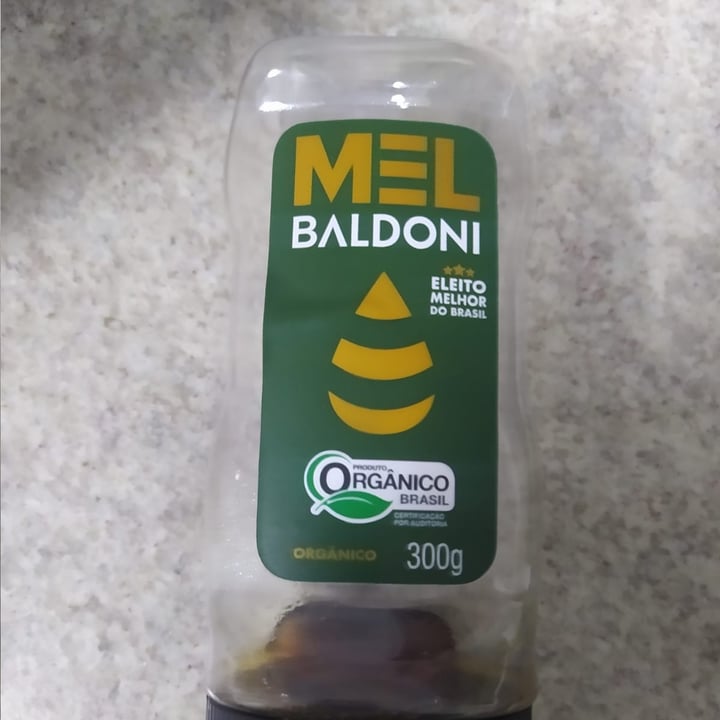 MEL
BALDONI
ELEITO
MELHOR
DO BRASIL
PRODUTO
ORGÂNICO
BRASIL
CERTIFICAÇÃO
POR AUDITORIA
ORGÂNICO 300g